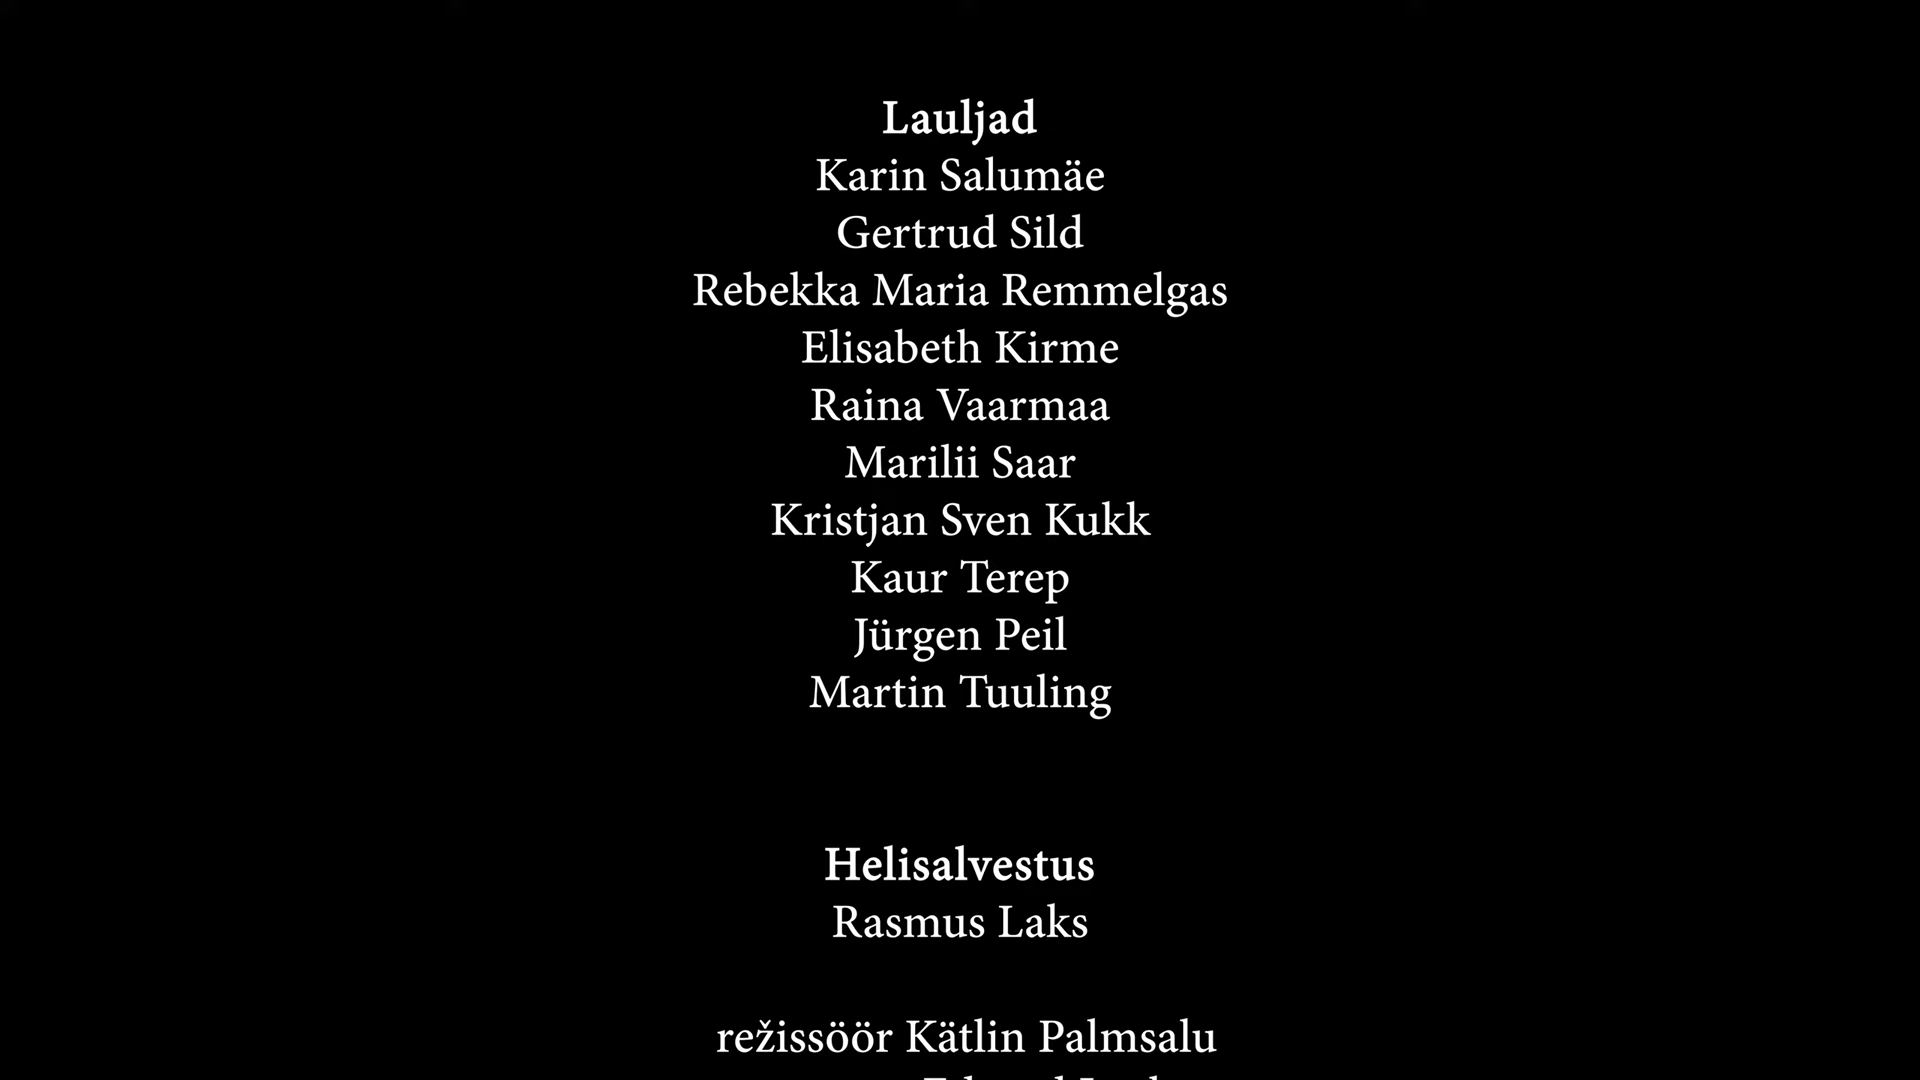 Lauljad
Karin Salumäe
Gertrud Sild
Rebekka Maria Remmelgas
Elisabeth Kirme
Raina Vaarmaa
Marilii Saar
Kristjan Sven Kukk
Kaur Terep
Jürgen Peil
Martin Tuuling
Helisalvestus
Rasmus Laks
režissöör Kätlin Palmsalu